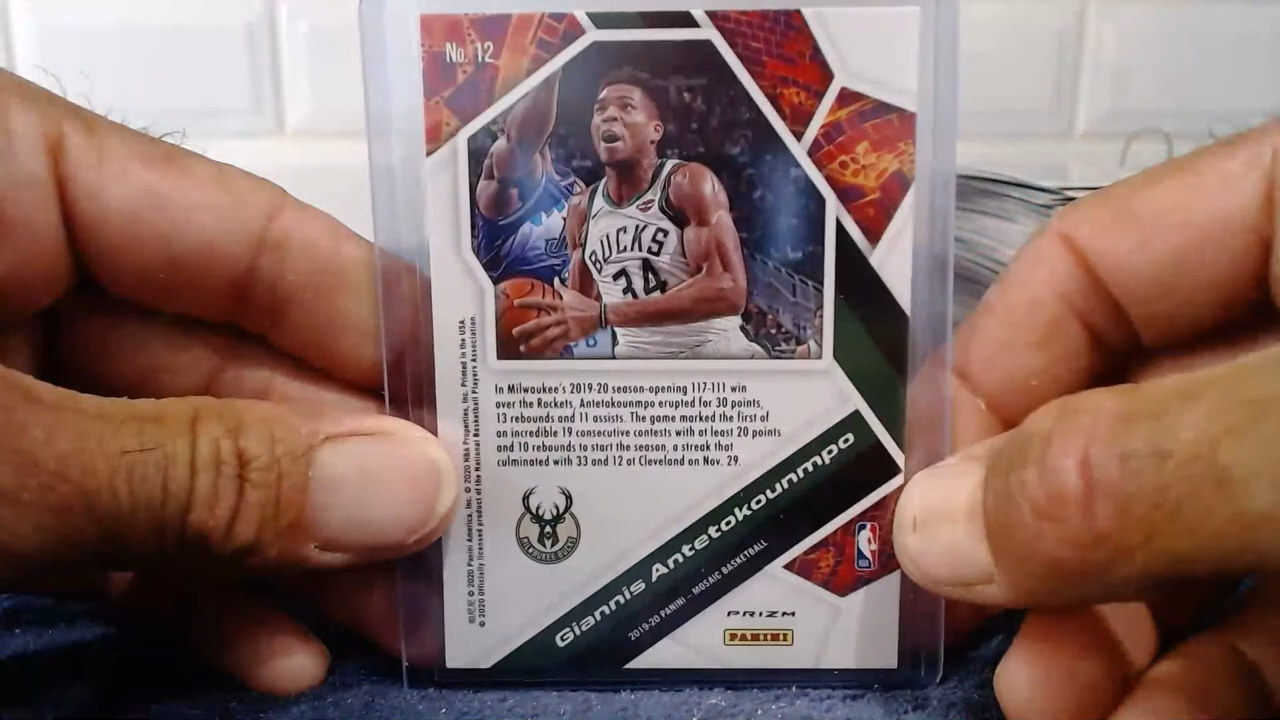 No. 12
BUCKS
34
In Milwaukee's 2019-20 season-opening 117-111 win
over the Rockets, Antetokounmpo erupted for 30 points,
13 rebounds and 11 assists. The game marked the first of
an incredible 19 consecutive contests with at least 20 points
and 10 rebounds to start the season, a streak that
culminated with 33 and 12 at Cleveland on Nov. 29.
MILWAUKEE BUCKS
Giannis Antetokounmpo
2019-20 PANINI – MOSAIC BASKETBALL
NBA
PRIZM
PANINI
帕尼尼 © 2020 Panini America, Inc. © 2020 NBA Properties, Inc. Printed in the USA.
© 2020 Officially licensed product of the National Basketball Players Association.